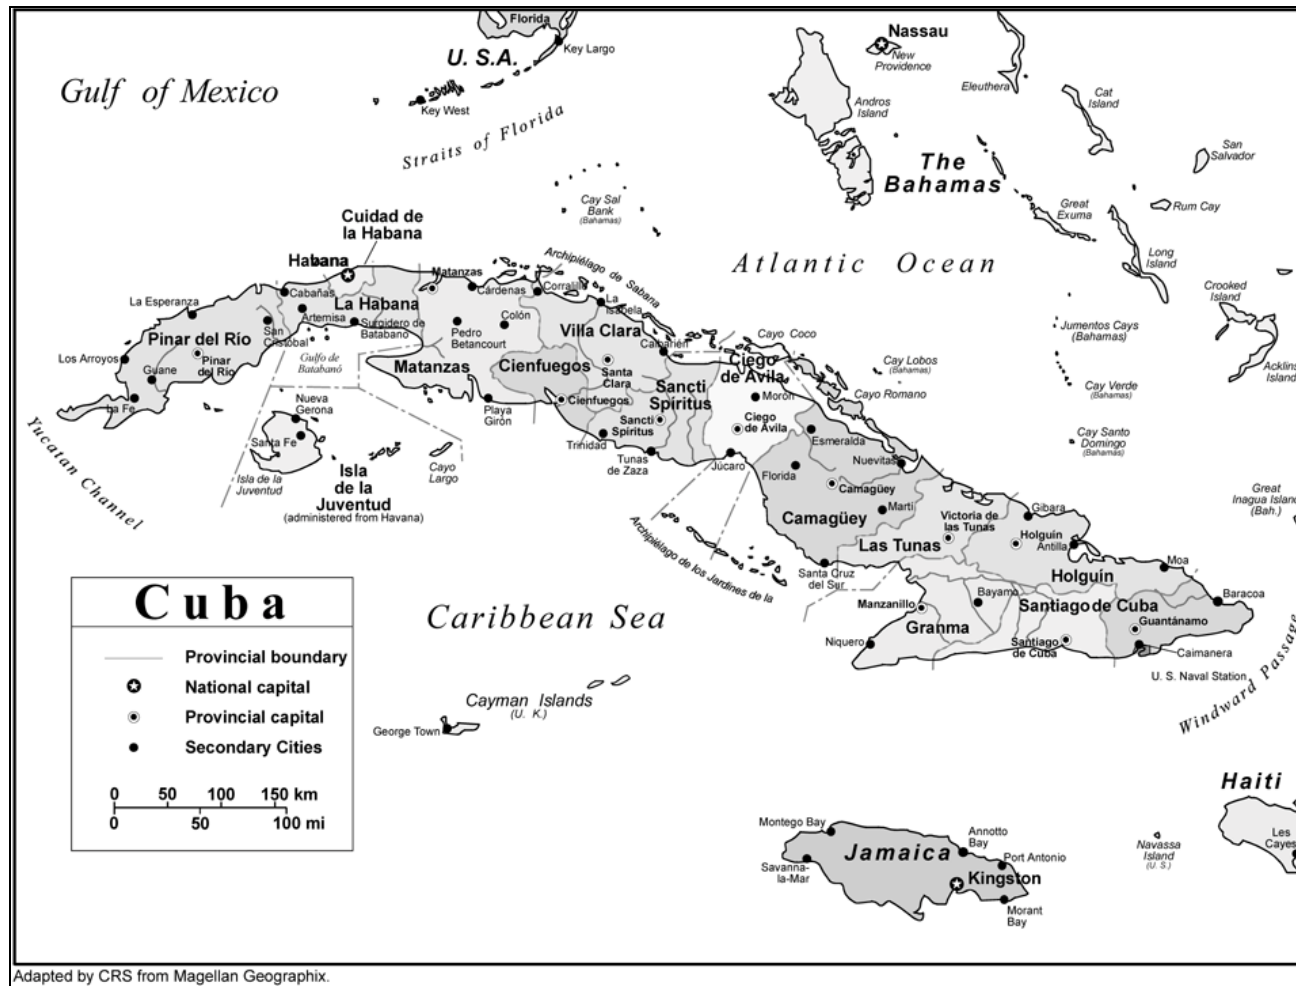 Florida
U. S.A.
Key Largo
Key West
Gulf of Mexico
Straits of Florida
Nassau
New
Providence
Eleuthera
Cat
Island
Andros
Island
San
Salvador
The
Bahamas
Great
Exuma
Rum Cay
Long
Island
Cay Sal
Bank
(Bahamas)
Atlantic Ocean
Crooked
Island
Acklins
Island
Jumentos Cays
(Bahamas)
Cay Lobos
(Bahamas)
Cay Verde
(Bahamas)
Cay Santo
Domingo
(Bahamas)
Great
Inagua Island
(Bah.)
Cuidad de
la Habana
Habana
Matanzas
Archipiélago de Sabana
Cabañas
Cárdenas
Corralillo
La
Isabela
La Esperanza
Artemisa
La Habana
Surgidero de
Batabanó
Colón
Pedro
Betancourt
Villa Clara
Caibarién
Cayo Coco
Pinar del Río
San
Cristóbal
Pinar
del Río
Los Arroyos
Guane
La Fe
Gulfo de
Batabanó
Matanzas
Cienfuegos
Santa
Clara
Cienfuegos
Playa
Girón
Sancti
Spíritus
Sancti
Spíritus
Trinidad
Tunas
de Zaza
Ciego
de Avila
Morón
Ciego
de Avila
Júcaro
Cayo Romano
Esmeralda
Florida
Nuevitas
Camagüey
Camagüey
Martí
Nueva
Gerona
Santa Fe
Isla de la
Juventud
Isla
de la
Juventud
(administered from Havana)
Cayo
Largo
Yucatan Channel
Archipiélago de los Jardines de la
Santa Cruz
del Sur
Victoria de
las Tunas
Las Tunas
Gibara
Holguín
Antilla
Holguín
Moa
Baracoa
Manzanillo
Bayamo
Granma
Niquero
Santiago de Cuba
Santiago
de Cuba
Guantánamo
Caimanera
U. S. Naval Station
Windward Passage
Caribbean Sea
Cayman Islands
(U. K.)
George Town
Cuba
Provincial boundary
National capital
Provincial capital
Secondary Cities
0 50 100 150 km
0 50 100 mi
Montego Bay
Savanna-
la-Mar
Jamaica
Annotto
Bay
Port Antonio
Kingston
Morant
Bay
Navassa
Island
(U. S.)
Haiti
Les
Cayes
Adapted by CRS from Magellan Geographix.